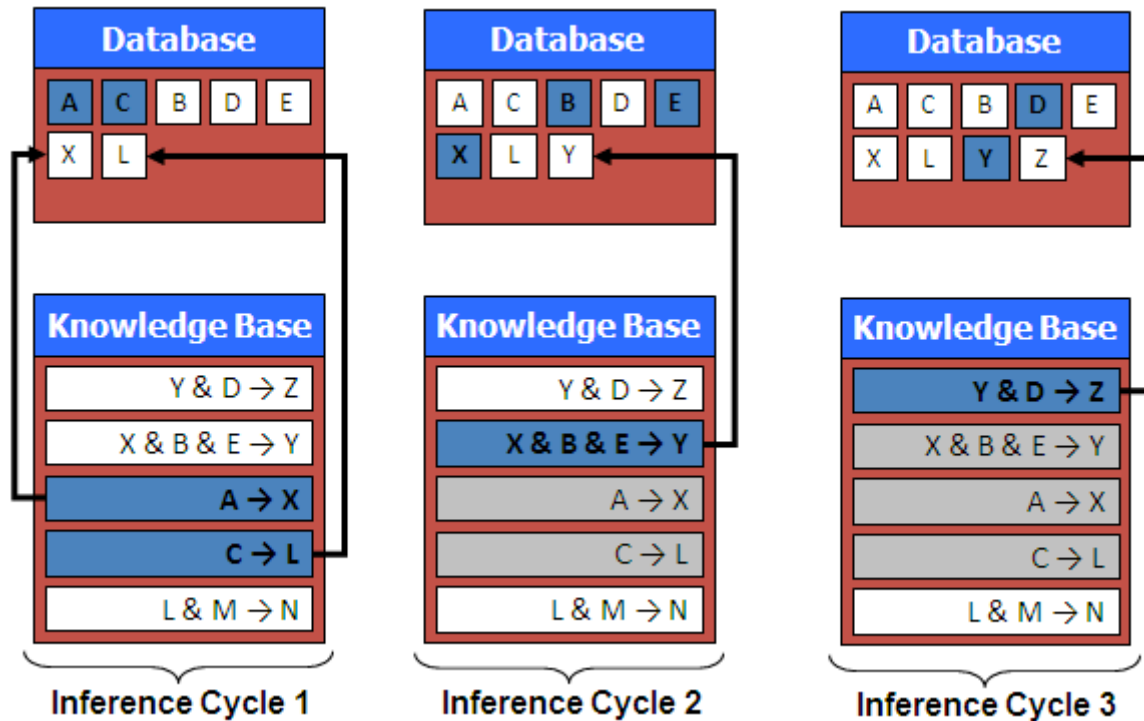 Database
A C B D E
X L
Knowledge Base
Y & D → Z
X & B & E → Y
A → X
C → L
L & M → N
Inference Cycle 1
Database
A C B D E
X L Y
Knowledge Base
Y & D → Z
X & B & E → Y
A → X
C → L
L & M → N
Inference Cycle 2
Database
A C B D E
X L Y Z
Knowledge Base
Y & D → Z
X & B & E → Y
A → X
C → L
L & M → N
Inference Cycle 3